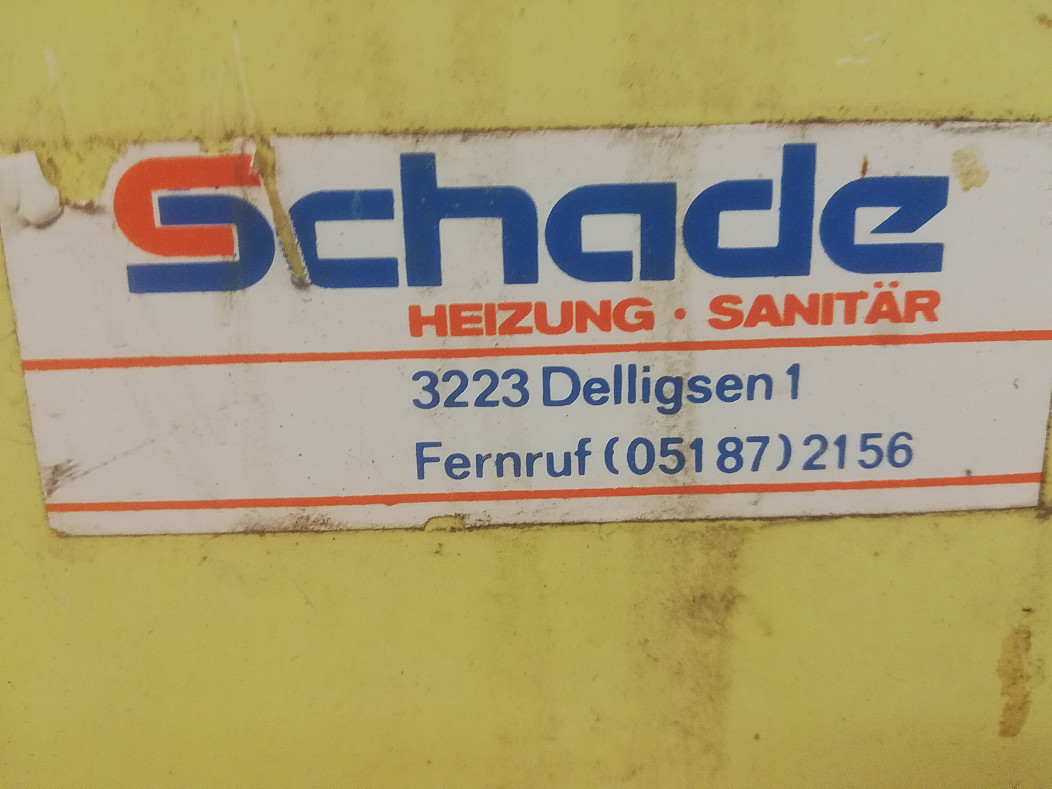 Schade
HEIZUNG · SANITÄR
3223 Delligsen 1
Fernruf (05187) 2156